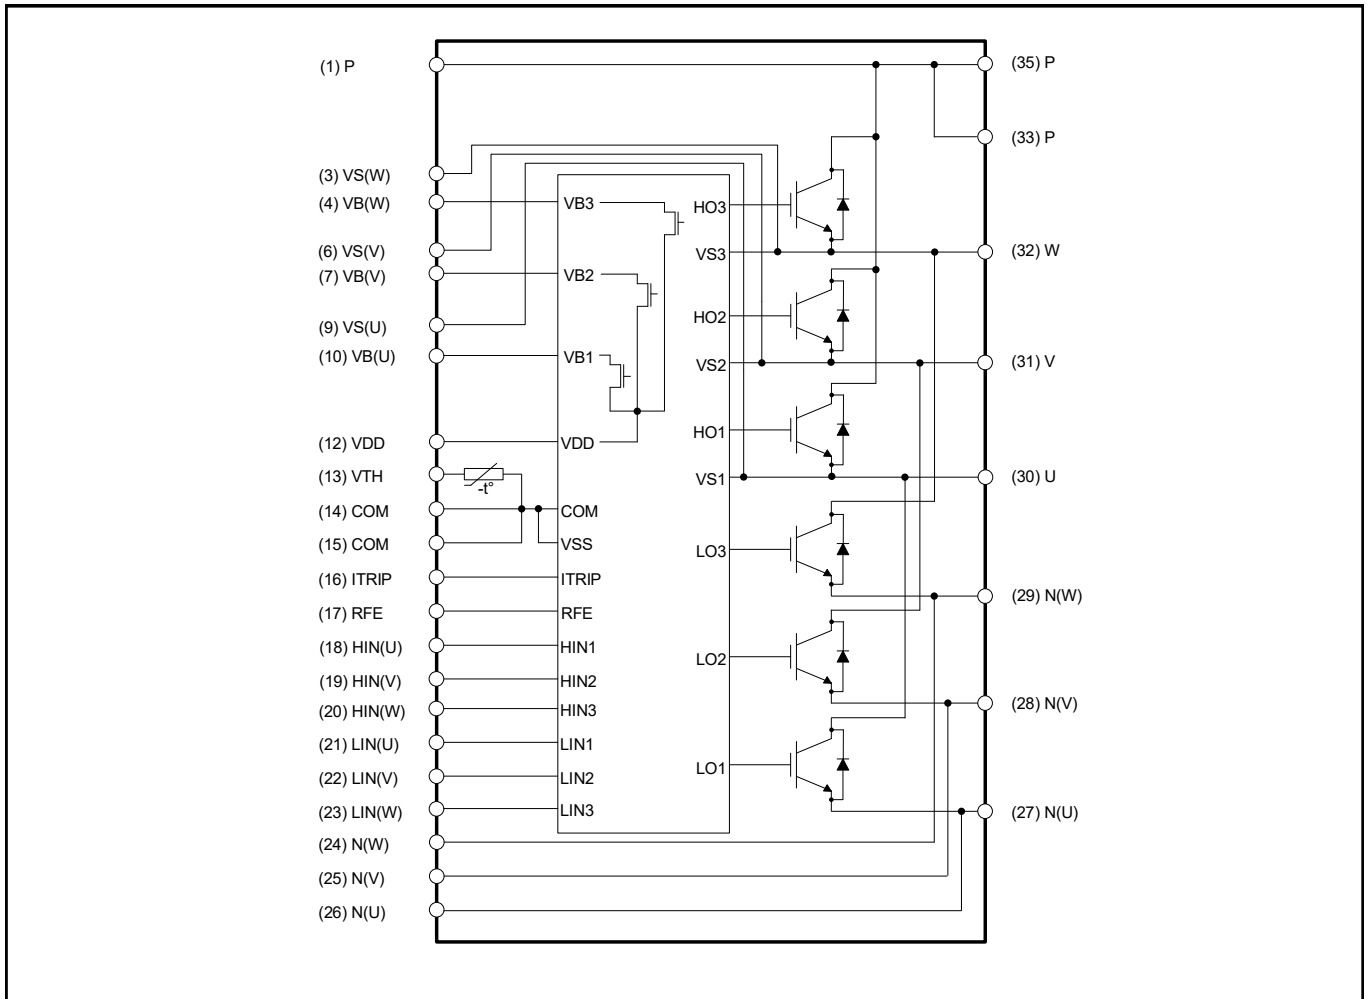 (1) P
(3) VS(W)
(4) VB(W)
(6) VS(V)
(7) VB(V)
(9) VS(U)
(10) VB(U)
(12) VDD
(13) VTH
(14) COM
(15) COM
(16) ITRIP
(17) RFE
(18) HIN(U)
(19) HIN(V)
(20) HIN(W)
(21) LIN(U)
(22) LIN(V)
(23) LIN(W)
(24) N(W)
(25) N(V)
(26) N(U)
-t°
VB3
VB2
VB1
VDD
COM
VSS
ITRIP
RFE
HIN1
HIN2
HIN3
LIN1
LIN2
LIN3
HO3
VS3
HO2
VS2
HO1
VS1
LO3
LO2
LO1
(35) P
(33) P
(32) W
(31) V
(30) U
(29) N(W)
(28) N(V)
(27) N(U)